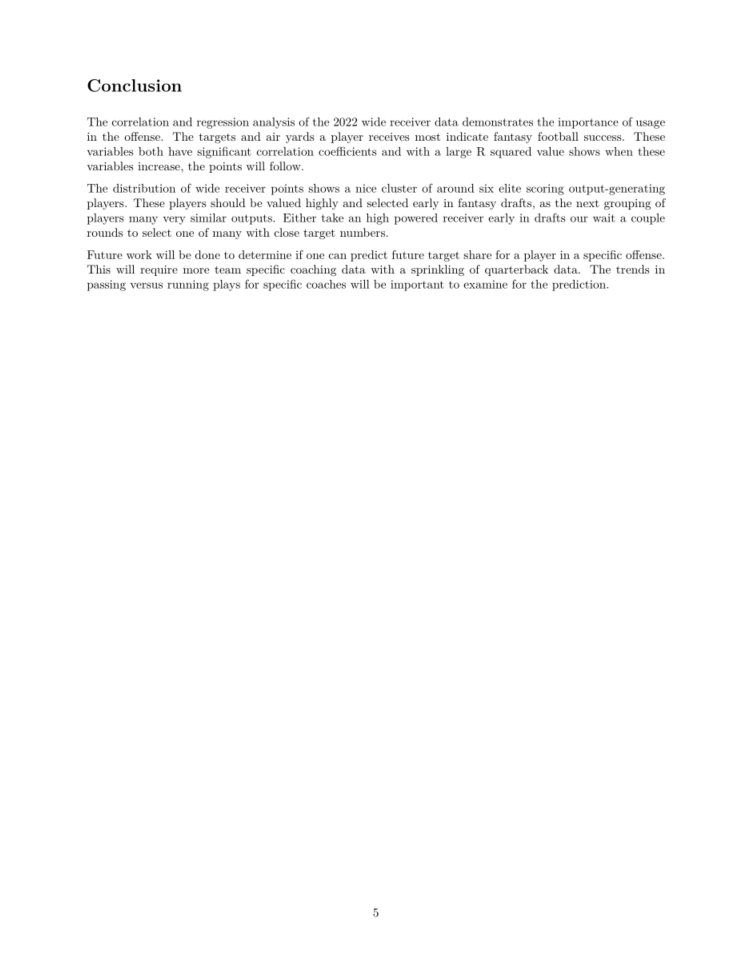 Conclusion
The correlation and regression analysis of the 2022 wide receiver data demonstrates the importance of usage
in the offense. The targets and air yards a player receives most indicate fantasy football success. These
variables both have significant correlation coefficients and with a large R squared value shows when these
variables increase, the points will follow.
The distribution of wide receiver points shows a nice cluster of around six elite scoring output-generating
players. These players should be valued highly and selected early in fantasy drafts, as the next grouping of
players many very similar outputs. Either take an high powered receiver early in drafts our wait a couple
rounds to select one of many with close target numbers.
Future work will be done to determine if one can predict future target share for a player in a specific offense.
This will require more team specific coaching data with a sprinkling of quarterback data. The trends in
passing versus running plays for specific coaches will be important to examine for the prediction.
5